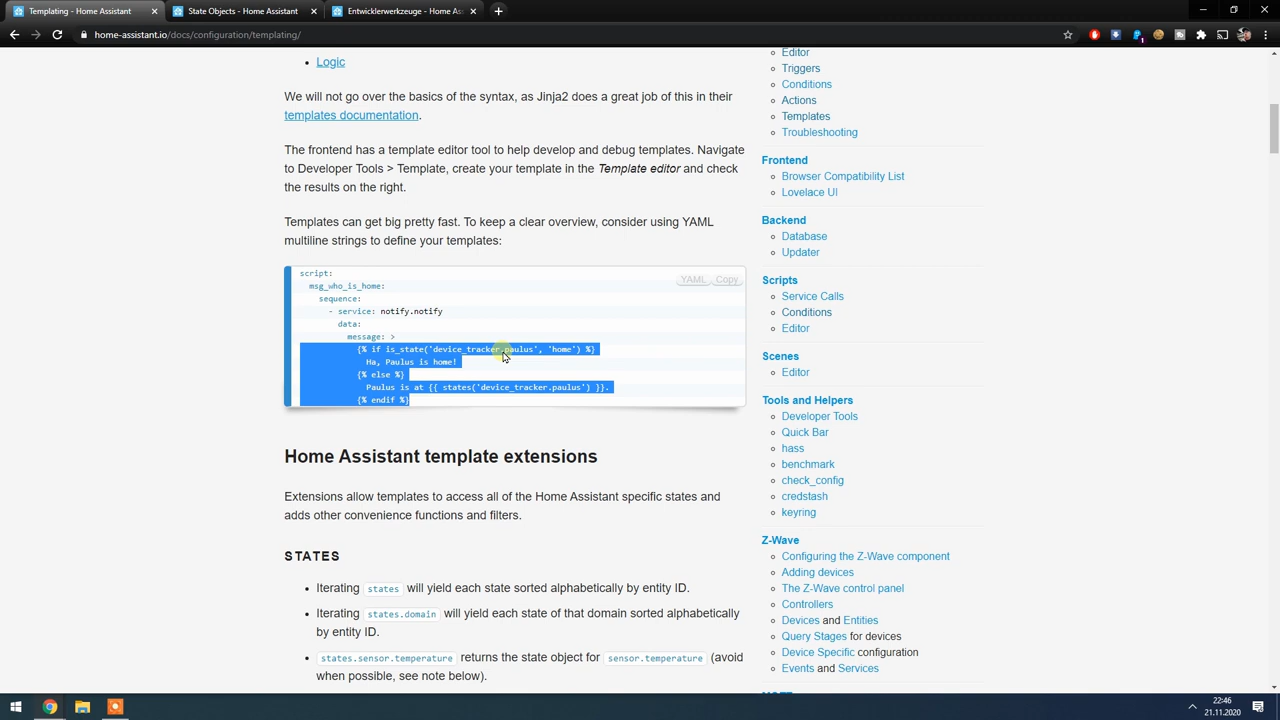 Templating - Home Assistant
State Objects - Home Assistant
Entwicklerwerkzeuge - Home As
home-assistant.io/docs/configuration/templating/
Logic
We will not go over the basics of the syntax, as Jinja2 does a great job of this in their
templates documentation.
The frontend has a template editor tool to help develop and debug templates. Navigate
to Developer Tools > Template, create your template in the Template editor and check
the results on the right.
Templates can get big pretty fast. To keep a clear overview, consider using YAML
multiline strings to define your templates:
YAML Copy
script:
msg_who_is_home:
sequence:
- service: notify.notify
data:
message: >
{% if is_state('device_tracker.paulus', 'home') %}
Ha, Paulus is home!
{% else %}
Paulus is at {{ states('device_tracker.paulus') }}.
{% endif %}
Home Assistant template extensions
Extensions allow templates to access all of the Home Assistant specific states and
adds other convenience functions and filters.
STATES
Iterating states will yield each state sorted alphabetically by entity ID.
Iterating states.domain will yield each state of that domain sorted alphabetically
by entity ID.
states.sensor.temperature returns the state object for sensor.temperature (avoid
when possible, see note below).
Editor
Triggers
Conditions
Actions
Templates
Troubleshooting
Frontend
Browser Compatibility List
Lovelace UI
Backend
Database
Updater
Scripts
Service Calls
Conditions
Editor
Scenes
Editor
Tools and Helpers
Developer Tools
Quick Bar
hass
benchmark
check_config
credstash
keyring
Z-Wave
Configuring the Z-Wave component
Adding devices
The Z-Wave control panel
Controllers
Devices and Entities
Query Stages for devices
Device Specific configuration
Events and Services
22:46
21.11.2020